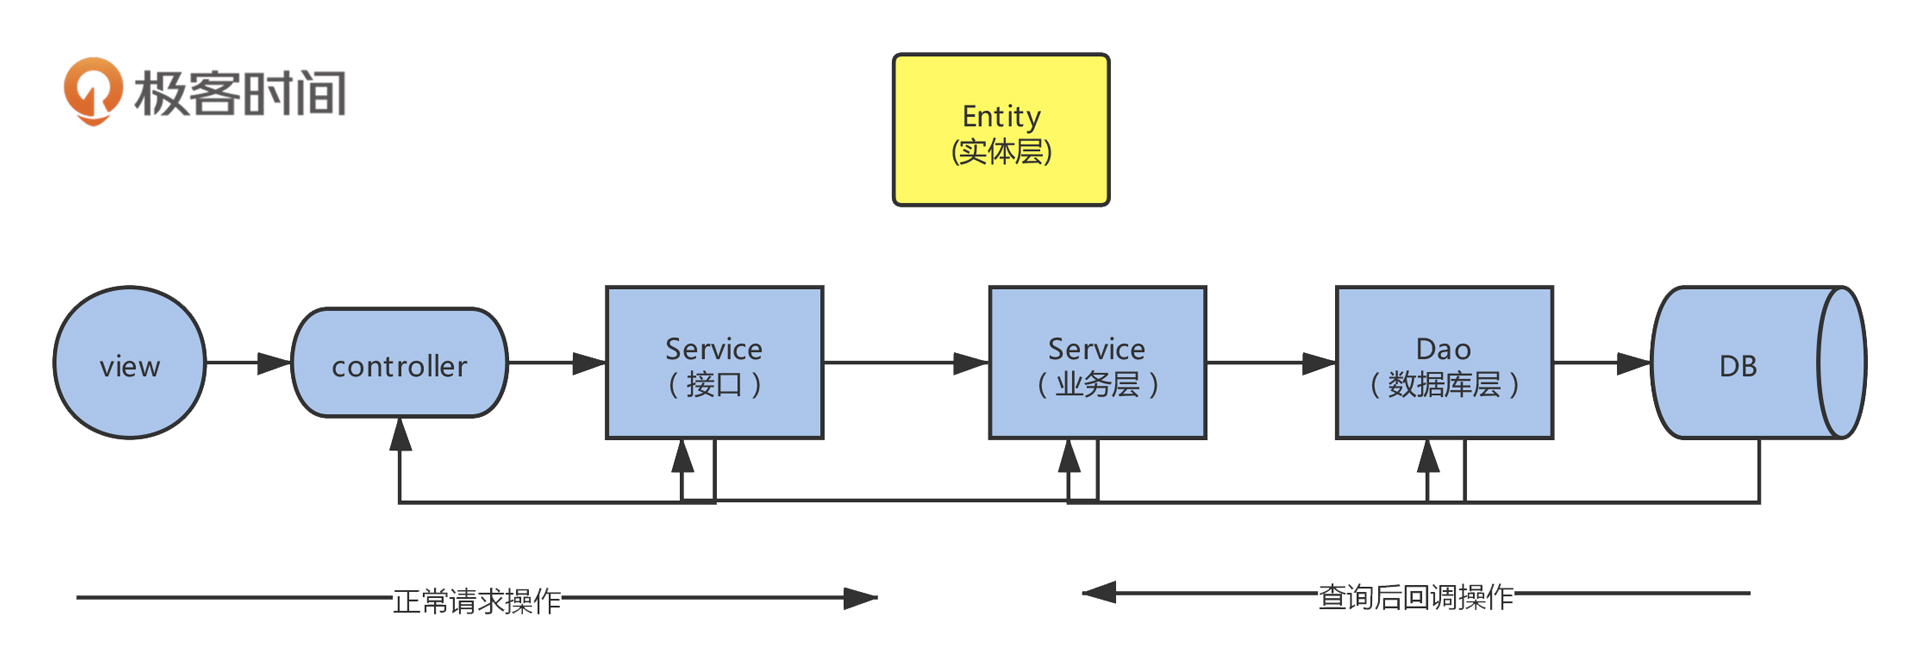 极客时间
Entity
(实体层)
view
controller
Service
（接口）
Service
（业务层）
Dao
（数据库层）
DB
正常请求操作
查询后回调操作